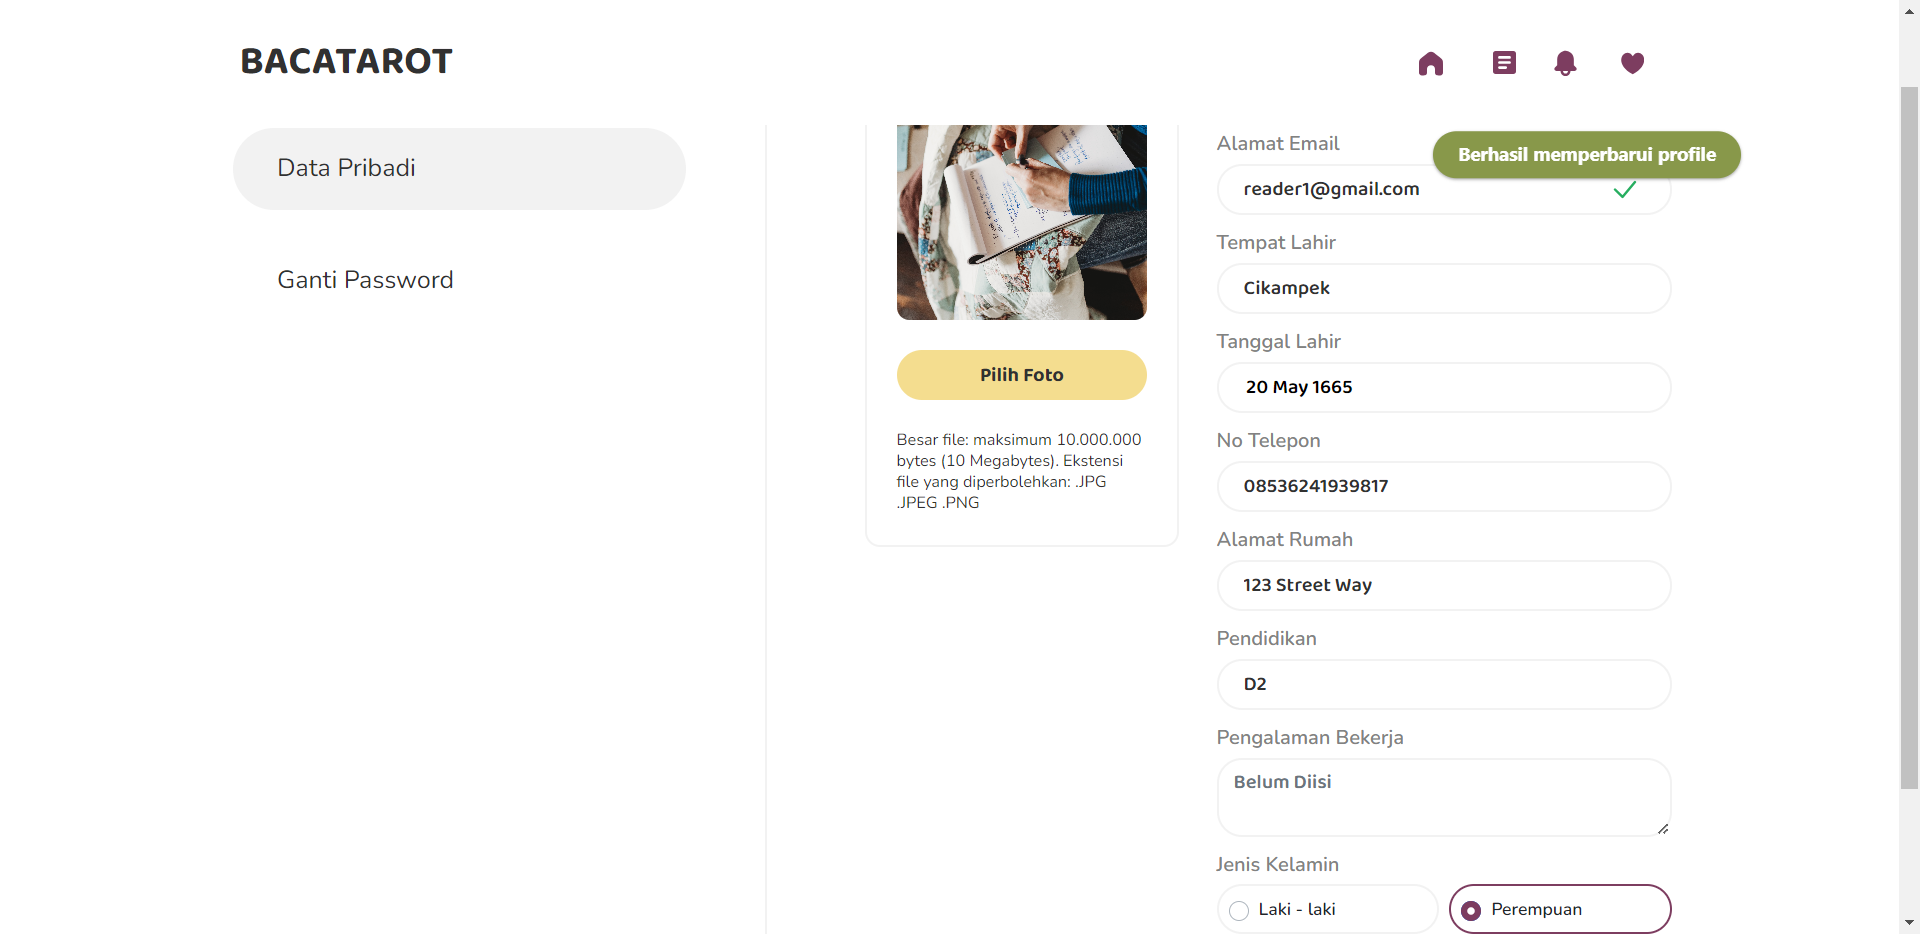 BACATAROT
Data Pribadi
Ganti Password
Pilih Foto
Besar file: maksimum 10.000.000
bytes (10 Megabytes). Ekstensi
file yang diperbolehkan: .JPG
.JPEG .PNG
Alamat Email
Berhasil memperbarui profile
reader1@gmail.com
Tempat Lahir
Cikampek
Tanggal Lahir
20 May 1665
No Telepon
08536241939817
Alamat Rumah
123 Street Way
Pendidikan
D2
Pengalaman Bekerja
Belum Diisi
Jenis Kelamin
Laki - laki
Perempuan